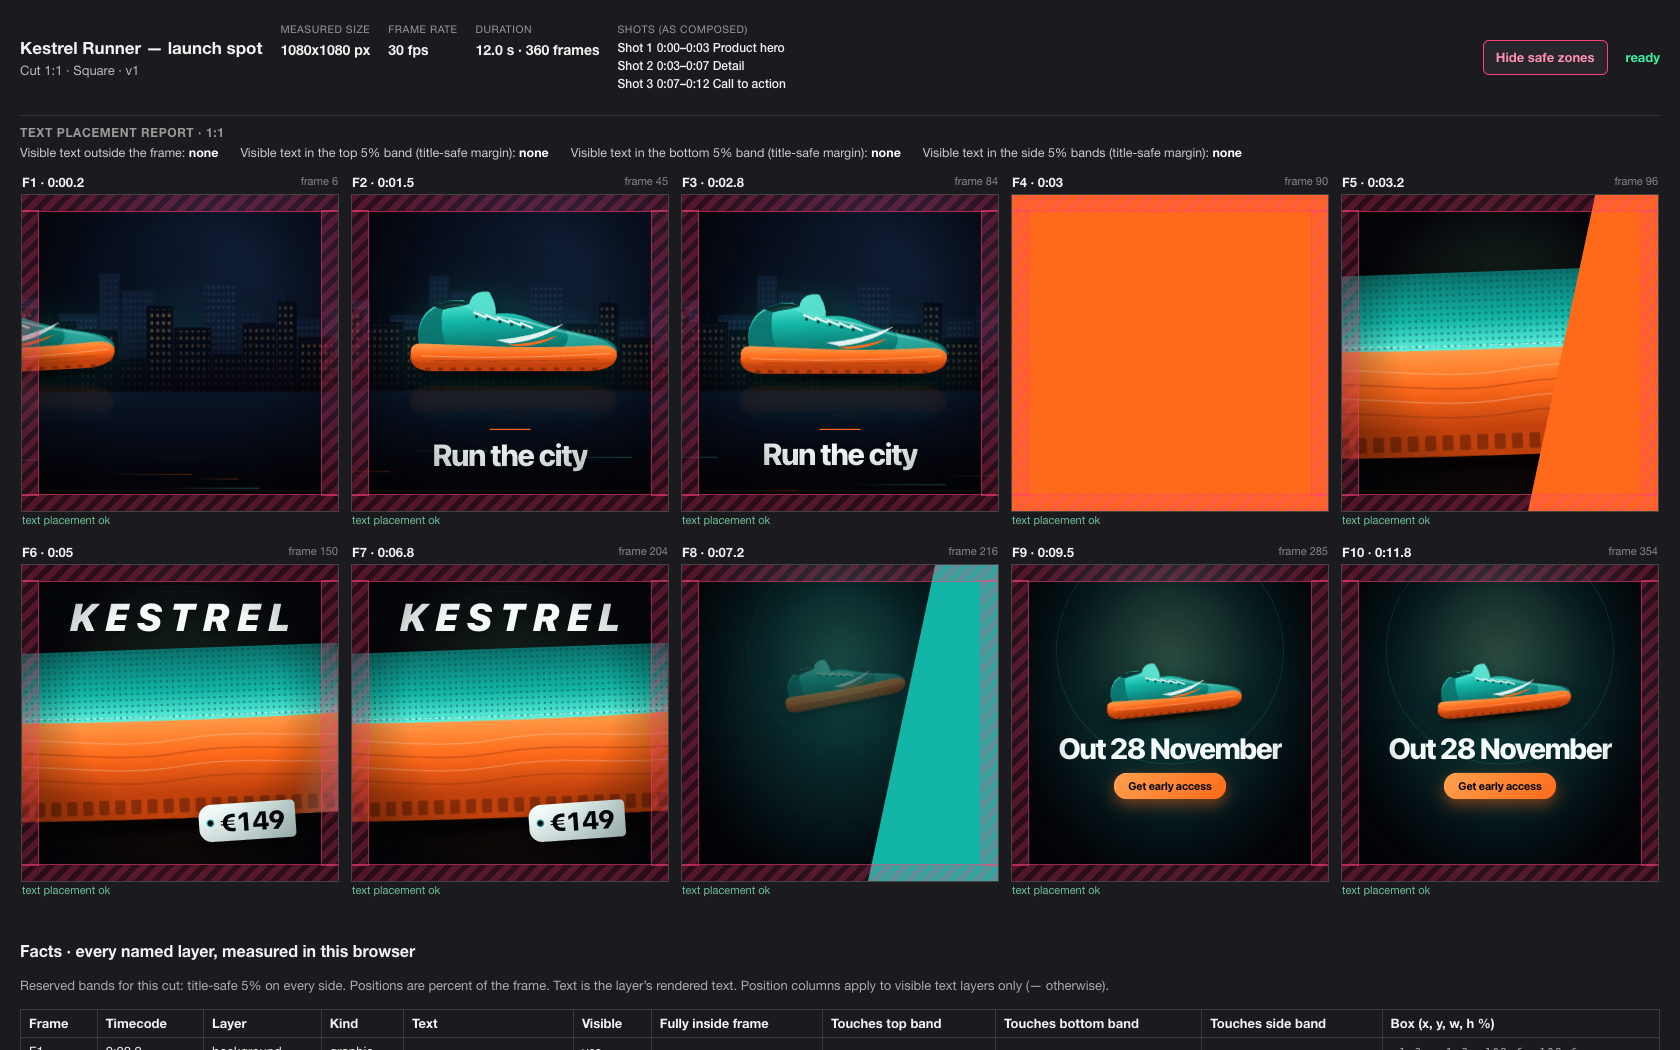 Kestrel Runner — launch spot
Cut 1:1 · Square · v1
MEASURED SIZE
1080x1080 px
FRAME RATE
30 fps
DURATION
12.0 s · 360 frames
SHOTS (AS COMPOSED)
Shot 1 0:00–0:03 Product hero
Shot 2 0:03–0:07 Detail
Shot 3 0:07–0:12 Call to action
Hide safe zones
ready
TEXT PLACEMENT REPORT · 1:1
Visible text outside the frame: none Visible text in the top 5% band (title-safe margin): none Visible text in the bottom 5% band (title-safe margin): none Visible text in the side 5% bands (title-safe margin): none
F1 · 0:00.2 frame 6
text placement ok
F2 · 0:01.5 frame 45
Run the city
text placement ok
F3 · 0:02.8 frame 84
Run the city
text placement ok
F4 · 0:03 frame 90
text placement ok
F5 · 0:03.2 frame 96
text placement ok
F6 · 0:05 frame 150
KESTREL
€149
text placement ok
F7 · 0:06.8 frame 204
KESTREL
€149
text placement ok
F8 · 0:07.2 frame 216
text placement ok
F9 · 0:09.5 frame 285
Out 28 November
Get early access
text placement ok
F10 · 0:11.8 frame 354
Out 28 November
Get early access
text placement ok
Facts · every named layer, measured in this browser
Reserved bands for this cut: title-safe 5% on every side. Positions are percent of the frame. Text is the layer's rendered text. Position columns apply to visible text layers only (— otherwise).
Frame Timecode Layer Kind Text Visible Fully inside frame Touches top band Touches bottom band Touches side band Box (x, y, w, h %)